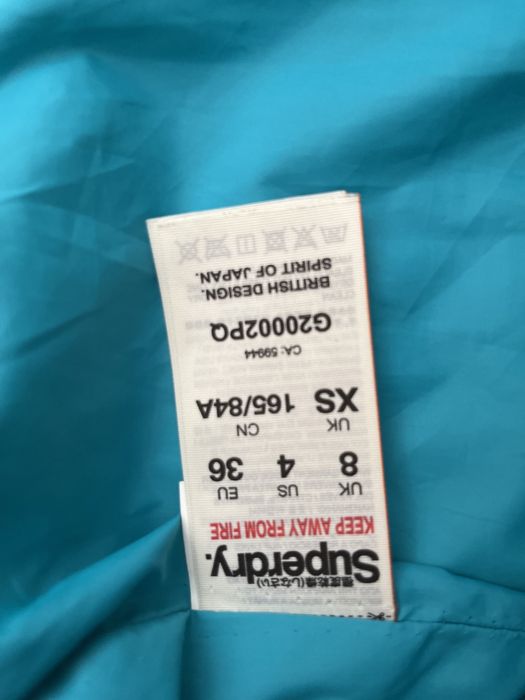 極度乾燥(しなさい)
Superdry.
KEEP AWAY FROM FIRE
UK US EU
8 4 36
UK CN
XS 165/84A
CA: 59944
G20002PQ
BRITISH DESIGN.
SPIRIT OF JAPAN.